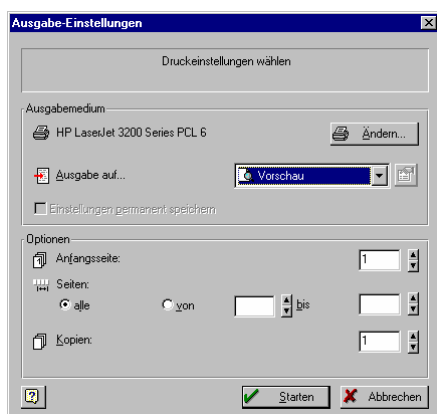 Ausgabe-Einstellungen
Druckeinstellungen wählen
Ausgabemedium
HP LaserJet 3200 Series PCL 6
Ändern...
Ausgabe auf...
Vorschau
Einstellungen permanent speichern
Optionen
Anfangsseite:
1
Seiten:
alle
von
bis
Kopien:
1
Starten
Abbrechen